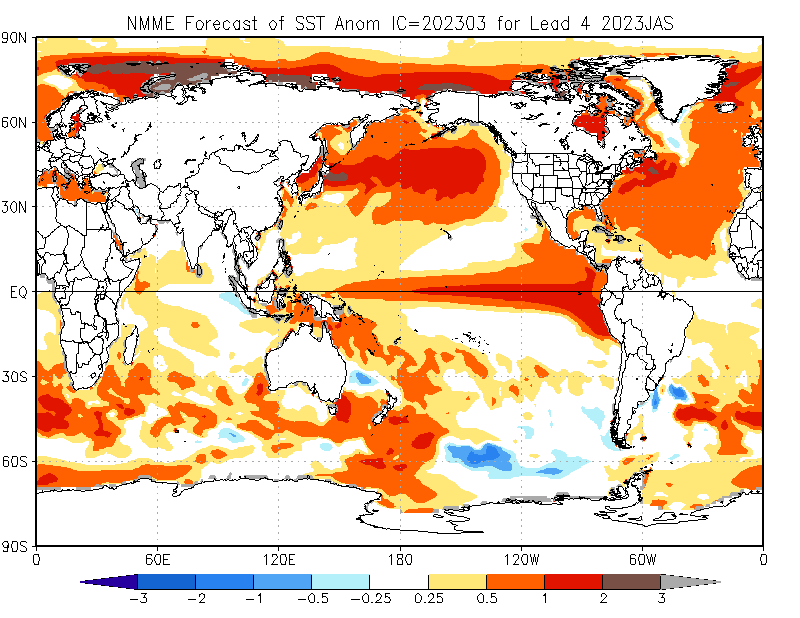 NMME Forecast of SST Anom IC=202303 for Lead 4 2023JAS
90N
60N
30N
EQ
30S
60S
90S
0 60E 120E 180 120W 60W 0
-3 -2 -1 -0.5 -0.25 0.25 0.5 1 2 3